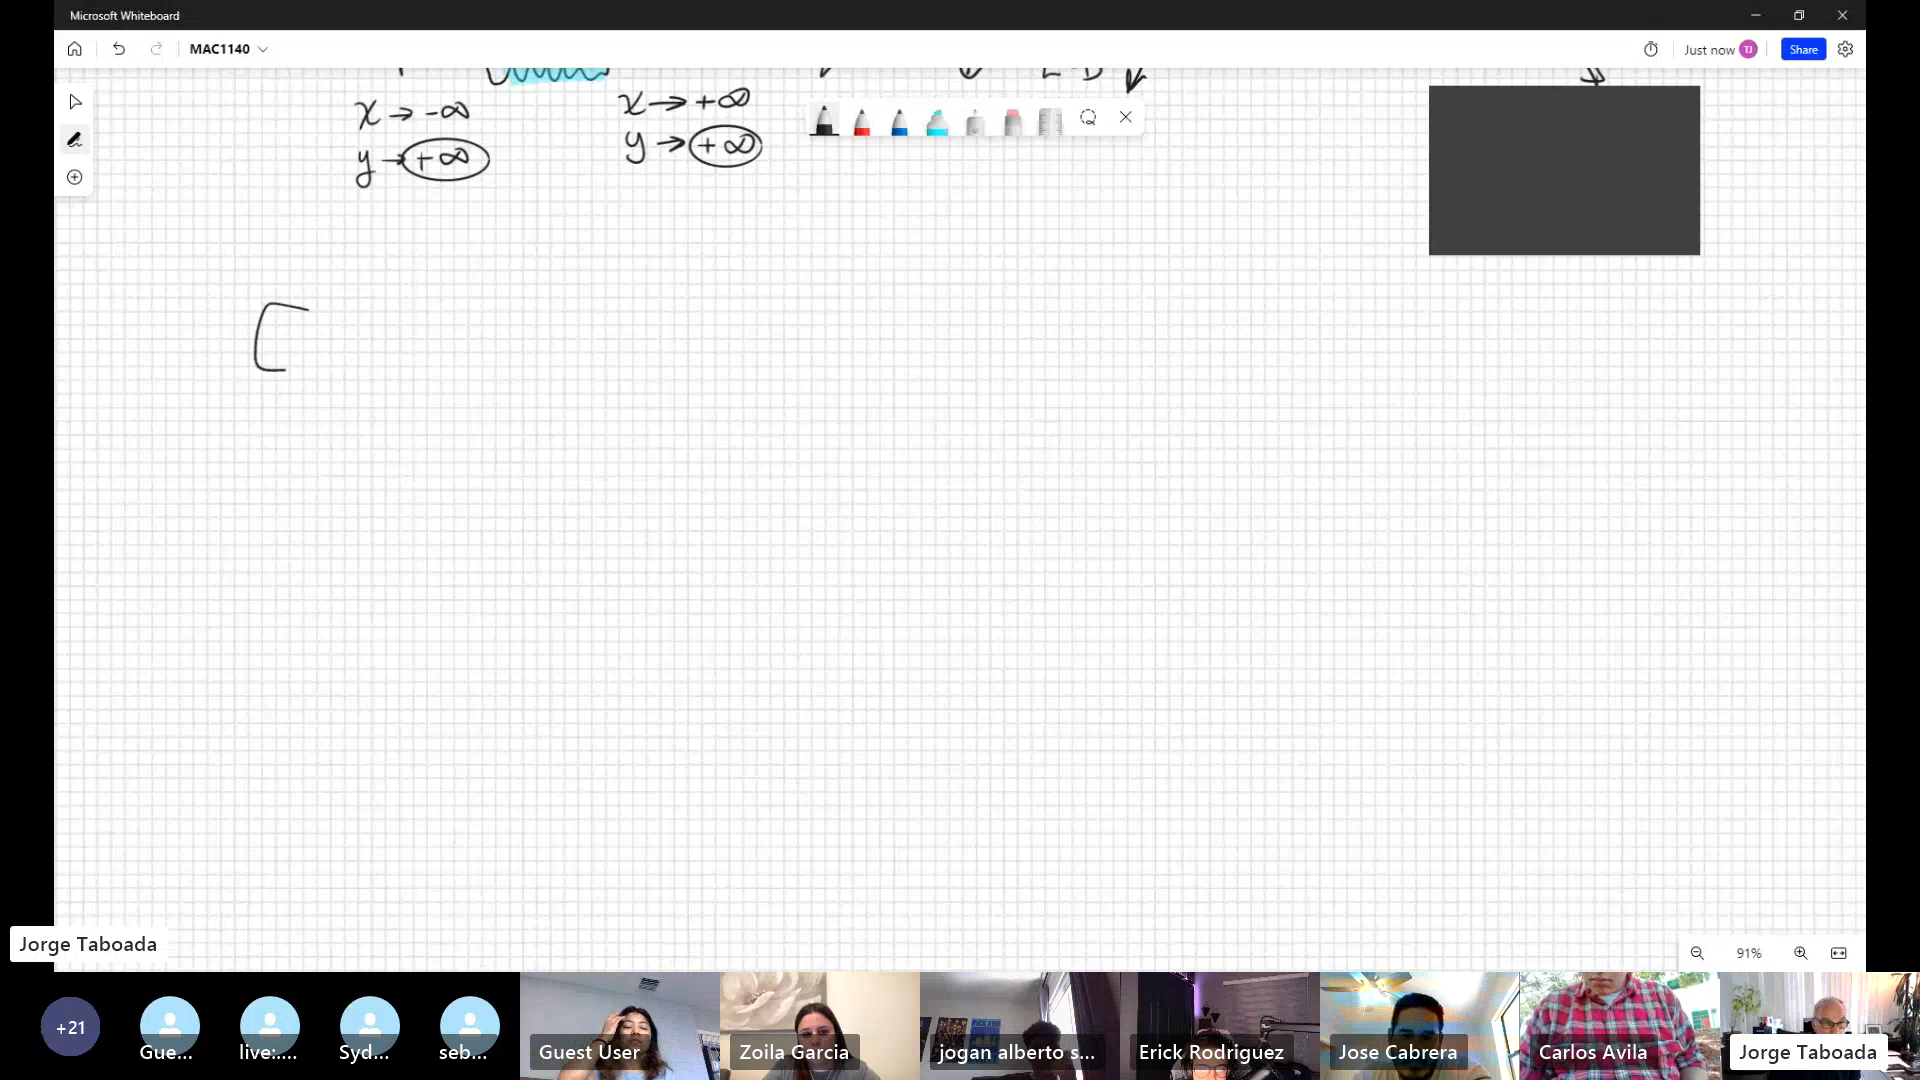 Microsoft Whiteboard
MAC1140
Just now
TJ
Share
x → -∞
y → +∞
x → +∞
y → +∞
91%
Jorge Taboada
+21
Gue...
live:....
Syd...
seb...
Guest User
Zoila Garcia
jogan alberto s...
Erick Rodriguez
Jose Cabrera
Carlos Avila
Jorge Taboada